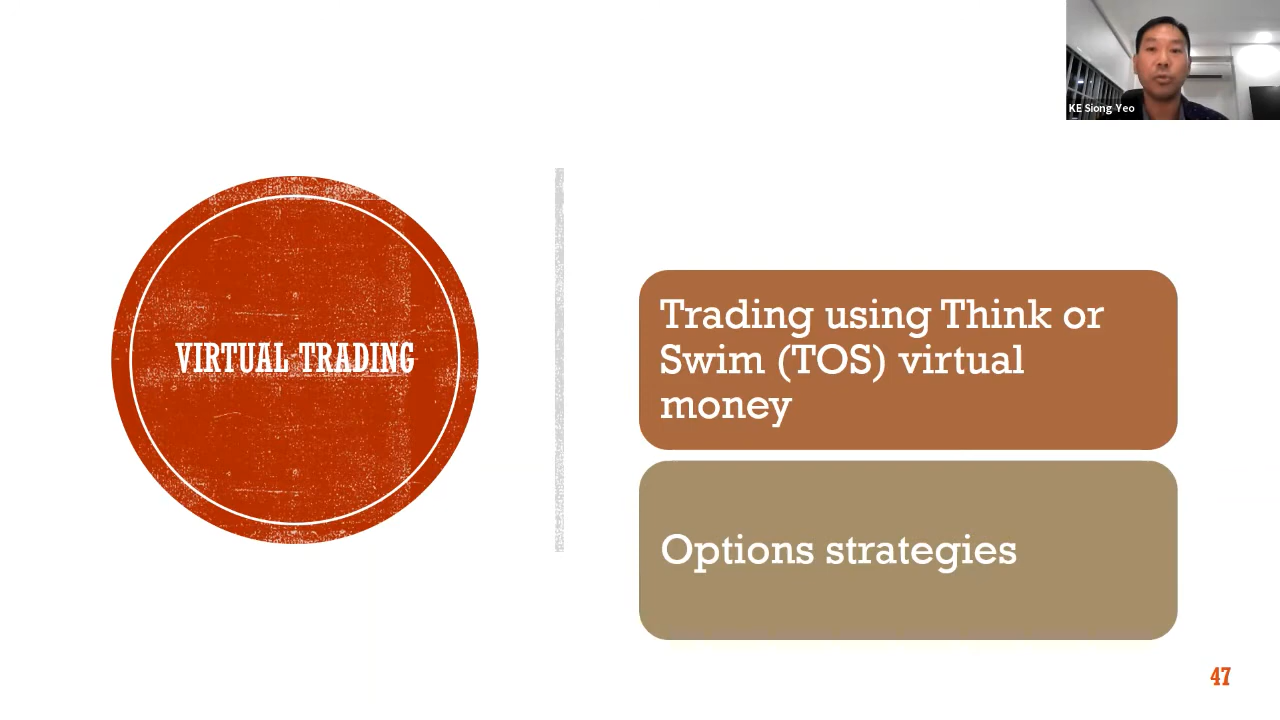 KE Siong Yeo
VIRTUAL TRADING
Trading using Think or
Swim (TOS) virtual
money
Options strategies
47